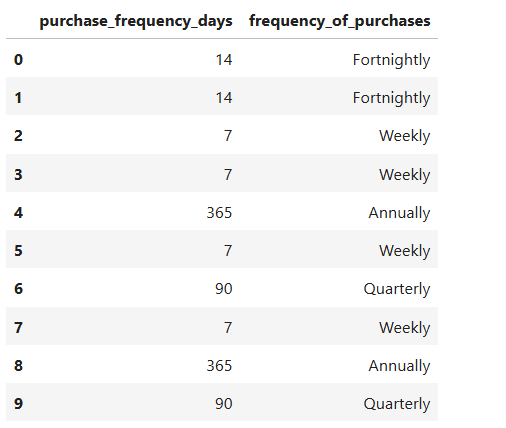 purchase_frequency_days frequency_of_purchases
0 14 Fortnightly
1 14 Fortnightly
2 7 Weekly
3 7 Weekly
4 365 Annually
5 7 Weekly
6 90 Quarterly
7 7 Weekly
8 365 Annually
9 90 Quarterly